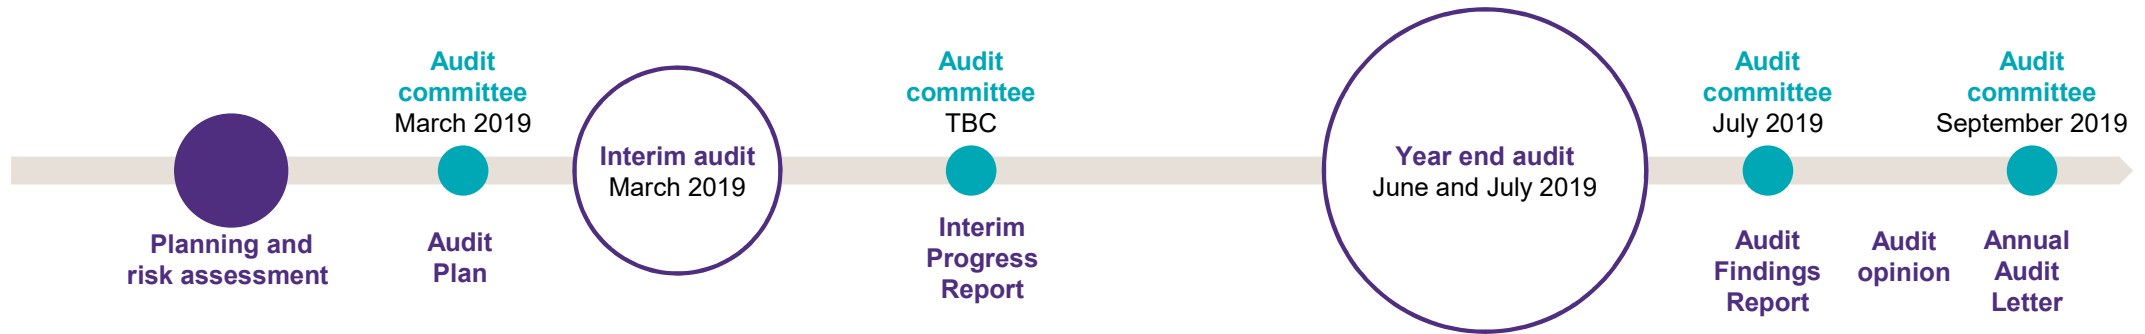 Planning and
risk assessment
Audit
committee
March 2019
Audit
Plan
Interim audit
March 2019
Audit
committee
TBC
Interim
Progress
Report
Year end audit
June and July 2019
Audit
committee
July 2019
Audit
Findings
Report
Audit
opinion
Audit
committee
September 2019
Annual
Audit
Letter